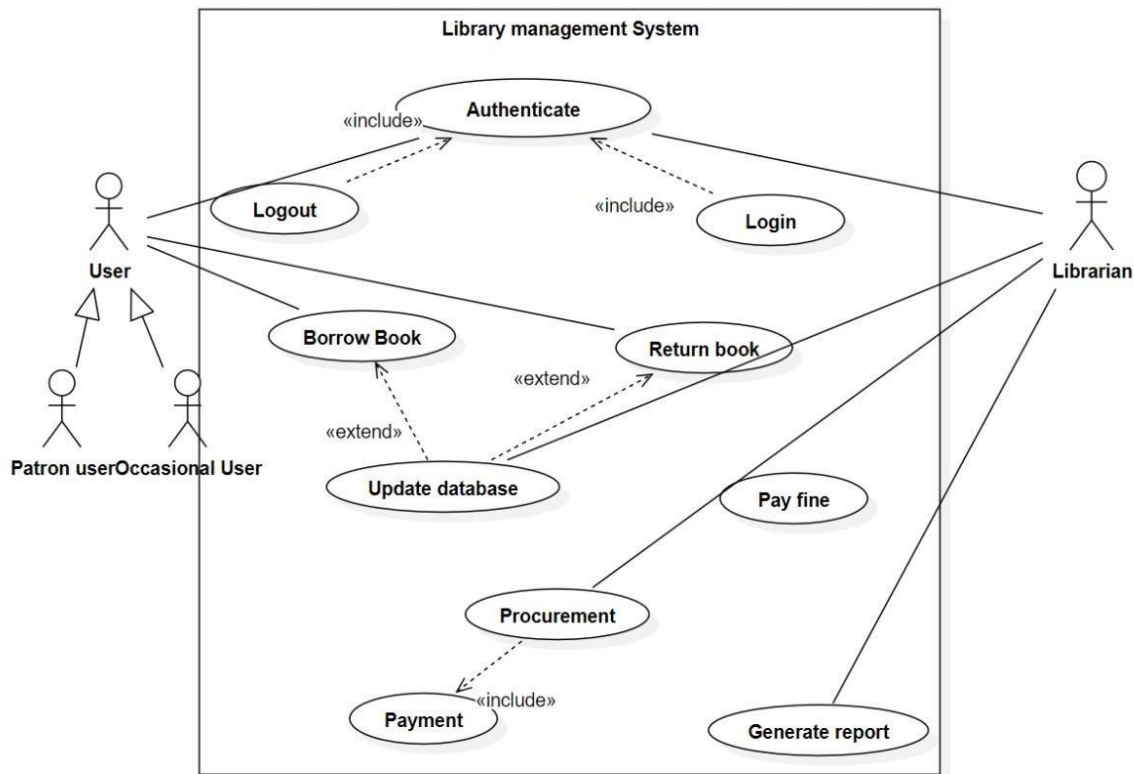 Library management System
Authenticate
«include»
Logout
«include»
Login
User
Librarian
Borrow Book
Return book
«extend»
«extend»
Patron user
Occasional User
Update database
Pay fine
Procurement
«include»
Payment
Generate report